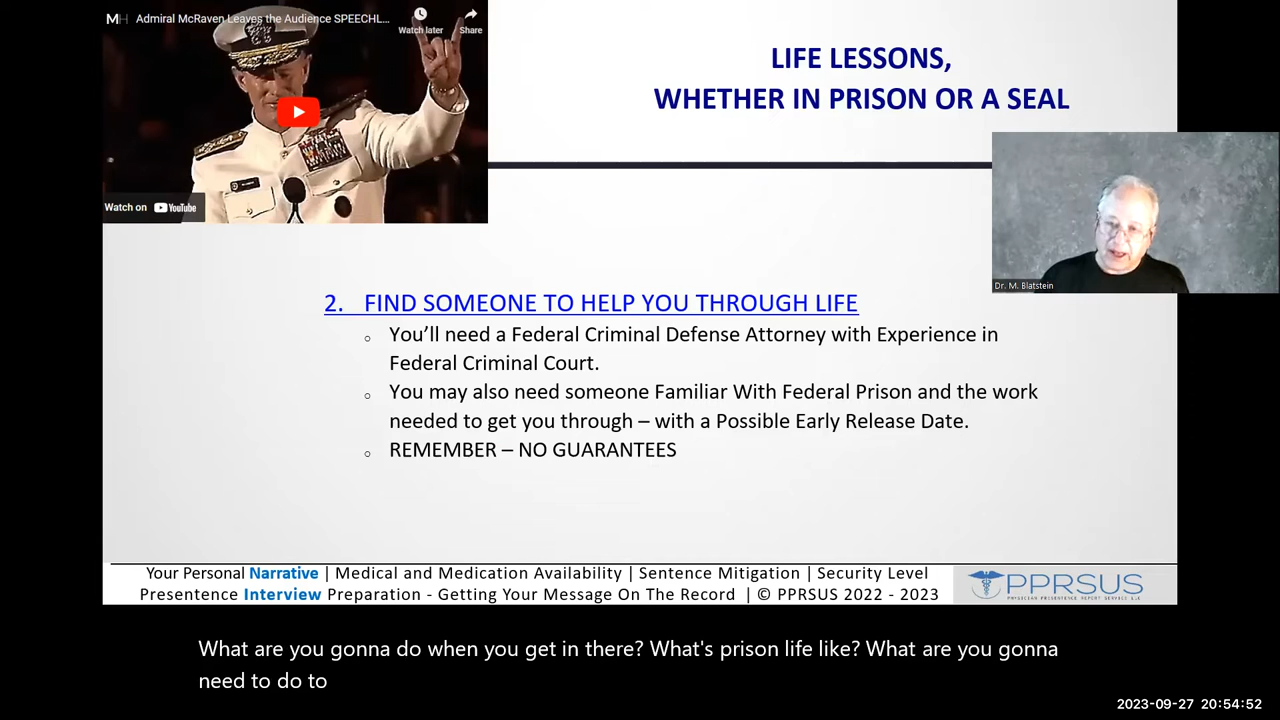 MH Admiral McRaven Leaves the Audience SPEECHL...
Watch later
Share
Watch on YouTube
LIFE LESSONS,
WHETHER IN PRISON OR A SEAL
Dr. M. Blatstein
2. FIND SOMEONE TO HELP YOU THROUGH LIFE
○ You’ll need a Federal Criminal Defense Attorney with Experience in
Federal Criminal Court.
○ You may also need someone Familiar With Federal Prison and the work
needed to get you through – with a Possible Early Release Date.
○ REMEMBER – NO GUARANTEES
Your Personal Narrative | Medical and Medication Availability | Sentence Mitigation | Security Level
Presentence Interview Preparation - Getting Your Message On The Record | © PPRSUS 2022 - 2023
PPRSUS
PHYSICIAN PRESENTENCE REPORT SERVICE LLC
What are you gonna do when you get in there? What's prison life like? What are you gonna
need to do to
2023-09-27 20:54:52